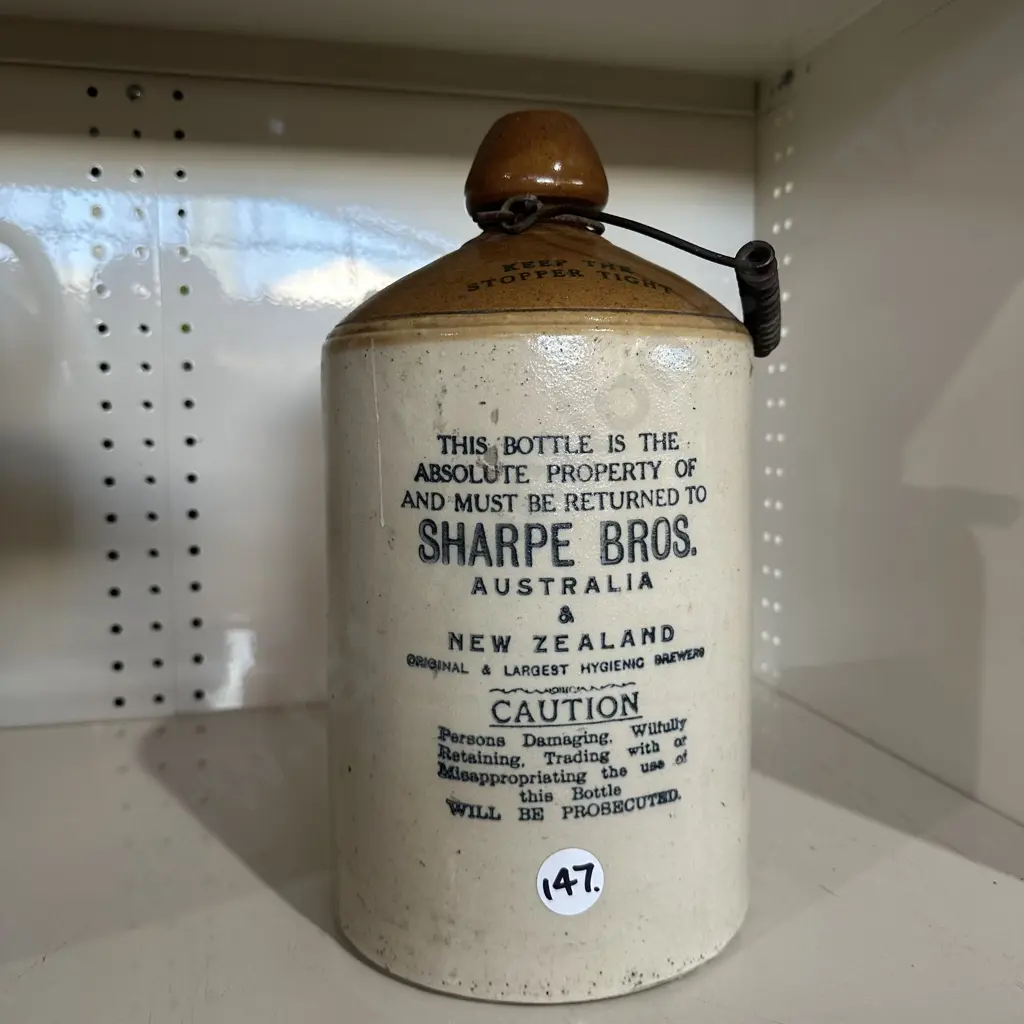 KEEP THE
STOPPER TIGHT
THIS BOTTLE IS THE
ABSOLUTE PROPERTY OF
AND MUST BE RETURNED TO
SHARPE BROS.
AUSTRALIA
&
NEW ZEALAND
ORIGINAL & LARGEST HYGIENIC BREWERS
CAUTION
Persons Damaging, Wilfully
Retaining, Trading with or
Misappropriating the use of
this Bottle
WILL BE PROSECUTED.
147.